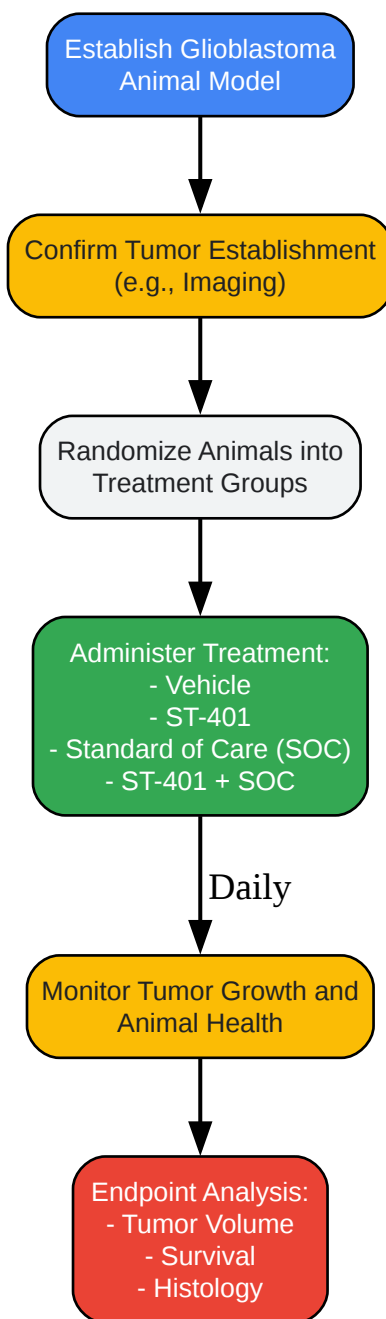 Establish Glioblastoma
Animal Model
Confirm Tumor Establishment
(e.g., Imaging)
Randomize Animals into
Treatment Groups
Administer Treatment:
- Vehicle
- ST-401
- Standard of Care (SOC)
- ST-401 + SOC
Daily
Monitor Tumor Growth and
Animal Health
Endpoint Analysis:
- Tumor Volume
- Survival
- Histology